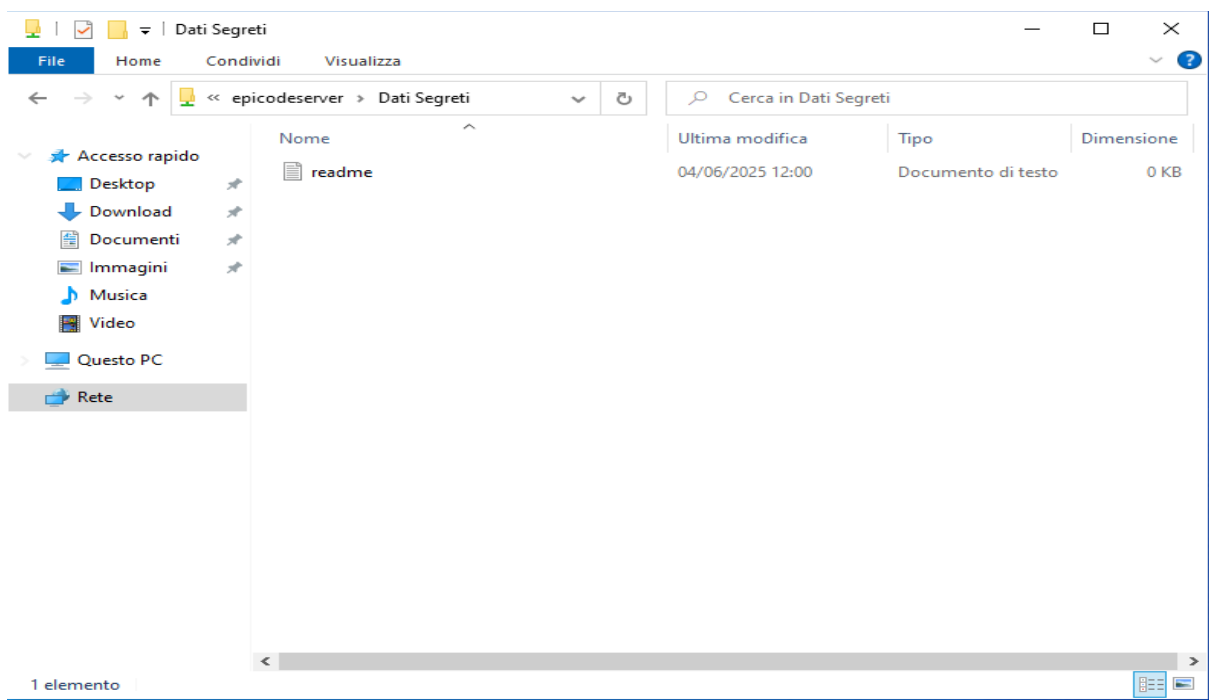 Dati Segreti
File Home Condividi Visualizza
« epicodeserver > Dati Segreti Cerca in Dati Segreti
Nome Ultima modifica Tipo Dimensione
readme 04/06/2025 12:00 Documento di testo 0 KB
Accesso rapido
Desktop
Download
Documenti
Immagini
Musica
Video
Questo PC
Rete
1 elemento